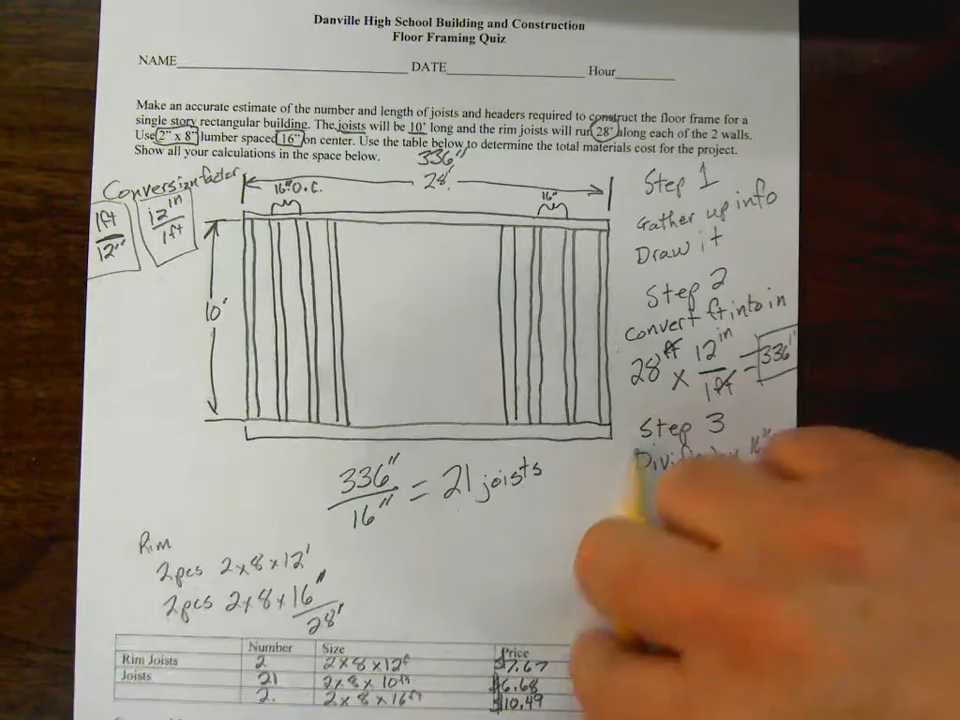 Danville High School Building and Construction
Floor Framing Quiz
NAME DATE Hour
Make an accurate estimate of the number and length of joists and headers required to construct the floor frame for a
single story rectangular building. The joists will be 10' long and the rim joists will run 28' along each of the 2 walls.
Use 2" x 8" lumber spaced 16" on center. Use the table below to determine the total materials cost for the project.
Show all your calculations in the space below.
336"
28'
Conversion factor
1ft
12"
12 in
1ft
16" O.C.
16"
10'
Step 1
Gather up info
Draw it
Step 2
Convert ft into in
28 ft x 12 in = 336"
1ft
Step 3
336" = 21 joists
16"
Rim
2pcs 2x8x12'
2pcs 2x8x16"
28'
Number Size Price
Rim Joists 2 2x8x12ft $7.67
Joists 21 2x8x10ft $6.68
2. 2x8x16ft $10.49